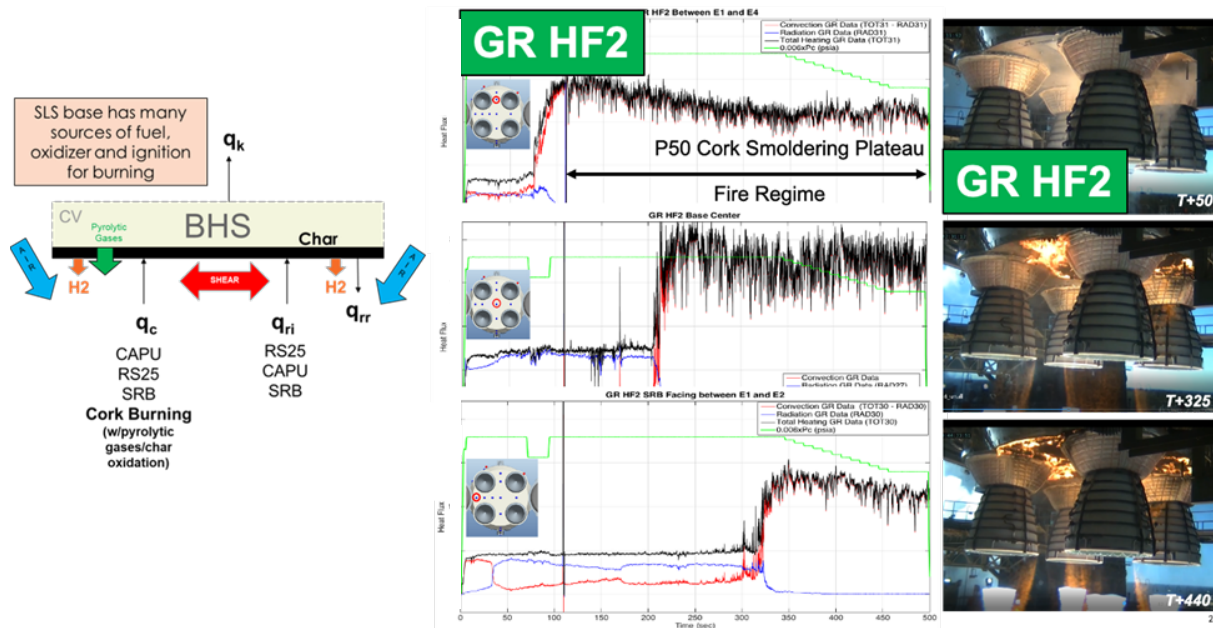 SLS base has many
sources of fuel,
oxidizer and ignition
for burning
qk
CV
Pyrolytic
Gases
BHS
Char
AIR
H2
SHEAR
H2
AIR
qc
qri
qrr
CAPU
RS25
SRB
Cork Burning
(w/pyrolytic
gases/char
oxidation)
RS25
CAPU
SRB
GR HF2
GR HF2 Between E1 and E4
Convection GR Data (TOT31 - RAD31)
Radiation GR Data (RAD31)
Total Heating GR Data (TOT31)
0.006xPc (psia)
Heat Flux
P50 Cork Smoldering Plateau
Fire Regime
GR HF2 Base Center
Heat Flux
Convection GR Data
Radiation GR Data (RAD27)
GR HF2 SRB Facing between E1 and E2
Convection GR Data (TOT30 - RAD30)
Radiation GR Data (RAD30)
Total Heating GR Data (TOT30)
0.006xPc (psia)
Heat Flux
0 50 100 150 200 250 300 350 400 450 500
Time (sec)
T+50
GR HF2
T+325
T+440
2